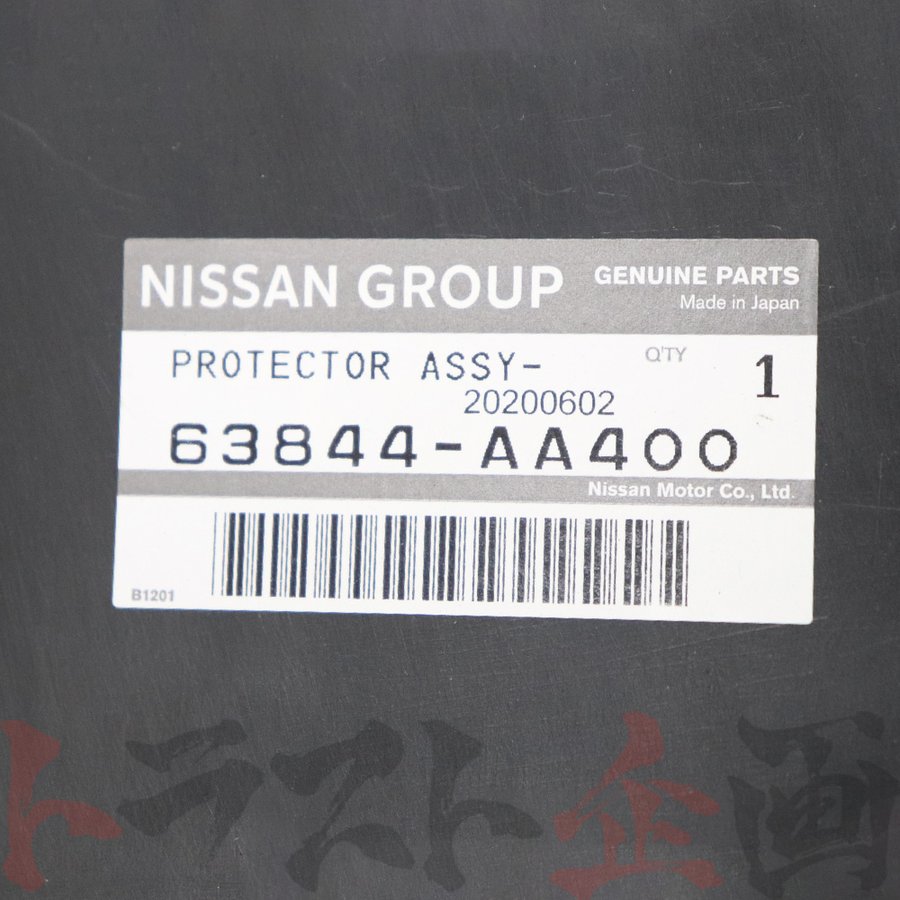 NISSAN GROUP
GENUINE PARTS
Made in Japan
PROTECTOR ASSY-
Q'TY
1
20200602
63844-AA400
Nissan Motor Co., Ltd.
B1201
トラスト企画